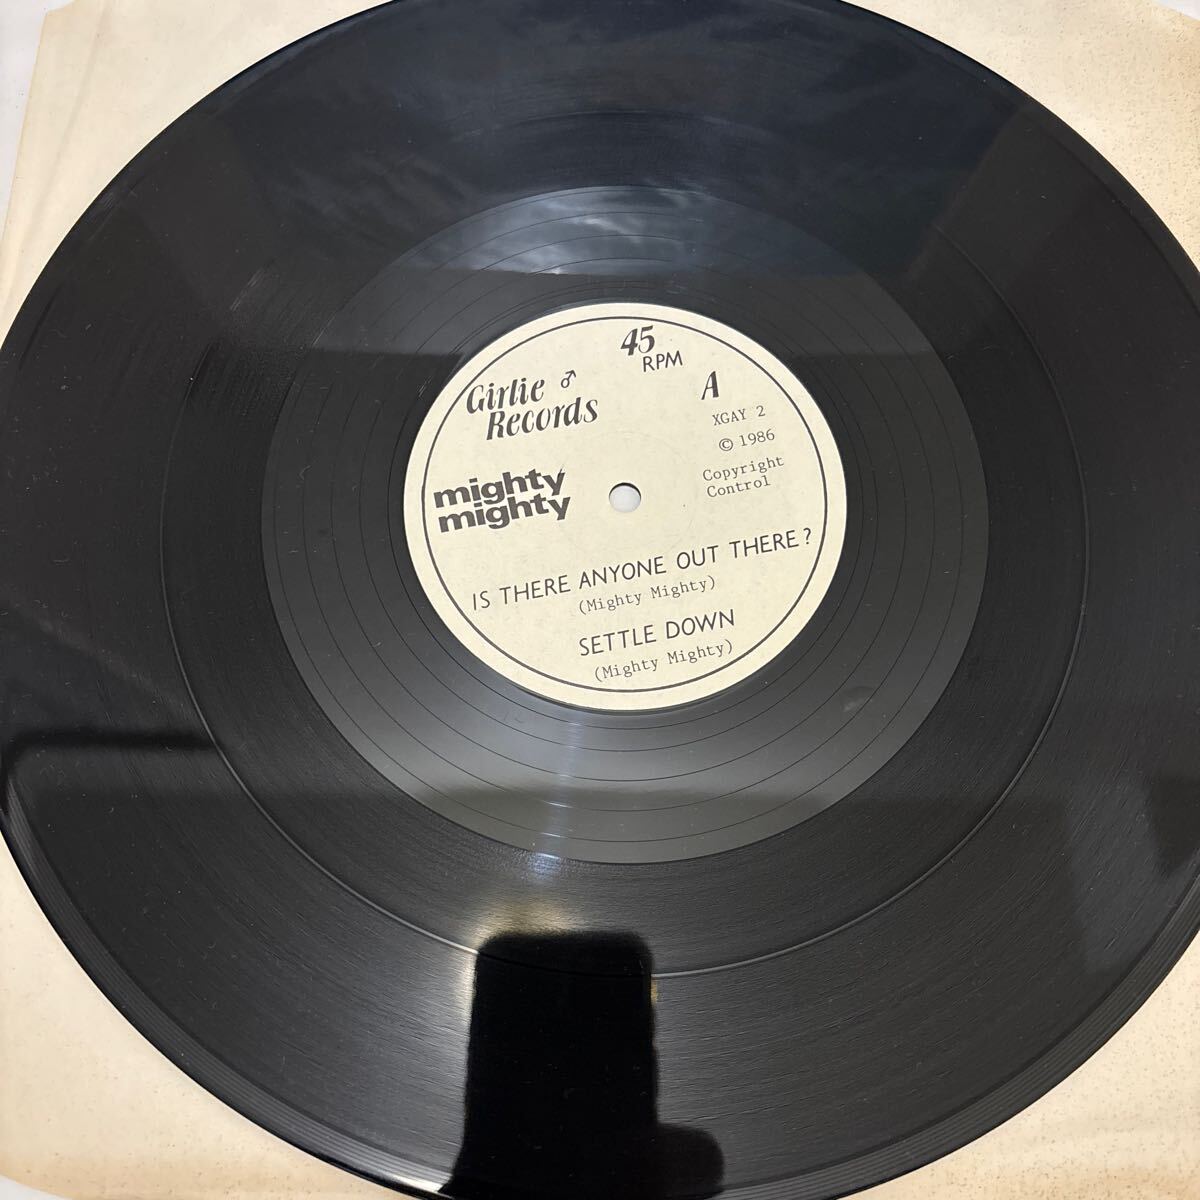 45
RPM
Girlie ♂
Records
A
XGAY 2
© 1986
Copyright
Control
mighty
mighty
IS THERE ANYONE OUT THERE?
(Mighty Mighty)
SETTLE DOWN
(Mighty Mighty)